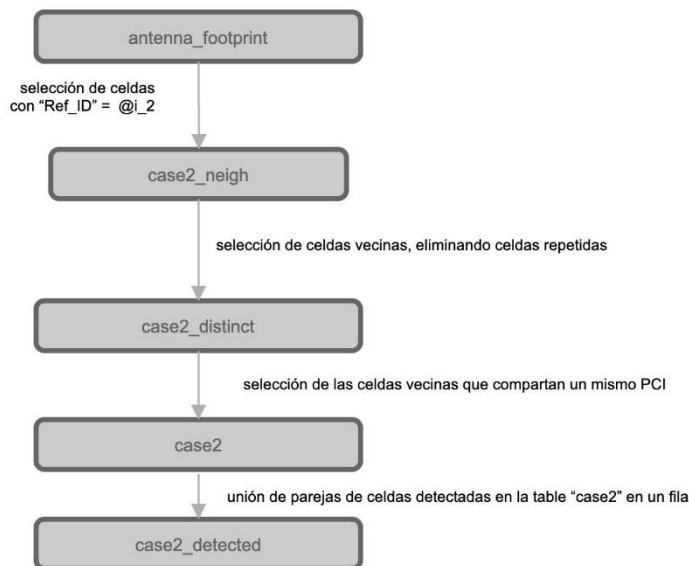 antenna_footprint
selección de celdas
con “Ref_ID” = @i_2
case2_neigh
selección de celdas vecinas, eliminando celdas repetidas
case2_distinct
selección de las celdas vecinas que compartan un mismo PCI
case2
unión de parejas de celdas detectadas en la table “case2” en un fila
case2_detected